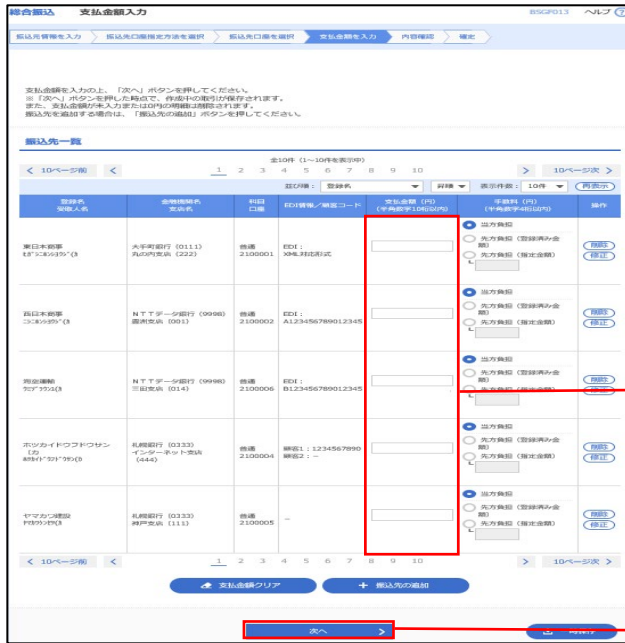 総合振込 支払金額入力 BSGF013 ヘルプ ?
振込元情報を入力 振込先口座指定方法を選択 振込先口座を選択 支払金額を入力 内容確認 確定
支払金額を入力の上、「次へ」ボタンを押してください。
※「次へ」ボタンを押した時点で、作成中の取引が保存されます。
また、支払金額が未入力または0円の明細は削除されます。
振込先を追加する場合は、「振込先の追加」ボタンを押してください。
振込先一覧
全10件（1～10件を表示中）
10ページ前 1 2 3 4 5 6 7 8 9 10 10ページ次
並び順： 登録名 昇順 表示件数： 10件 再表示
登録名 金融機関名 科目 EDI情報／顧客コード 支払金額（円） 手数料（円） 操作
受取人名 支店名 口座 （半角数字10桁以内） （半角数字4桁以内）
当方負担
東日本商事 大手町銀行（0111） 普通 EDI： 先方負担（登録済み金額） 削除
丸の内支店（222） 2100001 XML対応形式 先方負担（指定金額） 修正
当方負担
西日本商事 NTTデータ銀行（9998） 普通 EDI： 先方負担（登録済み金額） 削除
豊洲支店（001） 2100002 A123456789012345 先方負担（指定金額） 修正
当方負担
NTTデータ銀行（9998） 普通 EDI： 先方負担（登録済み金額） 削除
三田支店（014） 2100006 B123456789012345 先方負担（指定金額） 修正
当方負担
ホツカイドウフドウサン（カ 札幌銀行（0333） 普通 顧客1：1234567890 先方負担（登録済み金額） 削除
インターネット支店（444） 2100004 顧客2：－ 先方負担（指定金額） 修正
当方負担
ヤマカワ建設 札幌銀行（0333） 普通 － 先方負担（登録済み金額） 削除
神戸支店（111） 2100005 先方負担（指定金額） 修正
10ページ前 1 2 3 4 5 6 7 8 9 10 10ページ次
支払金額クリア 振込先の追加
次へ